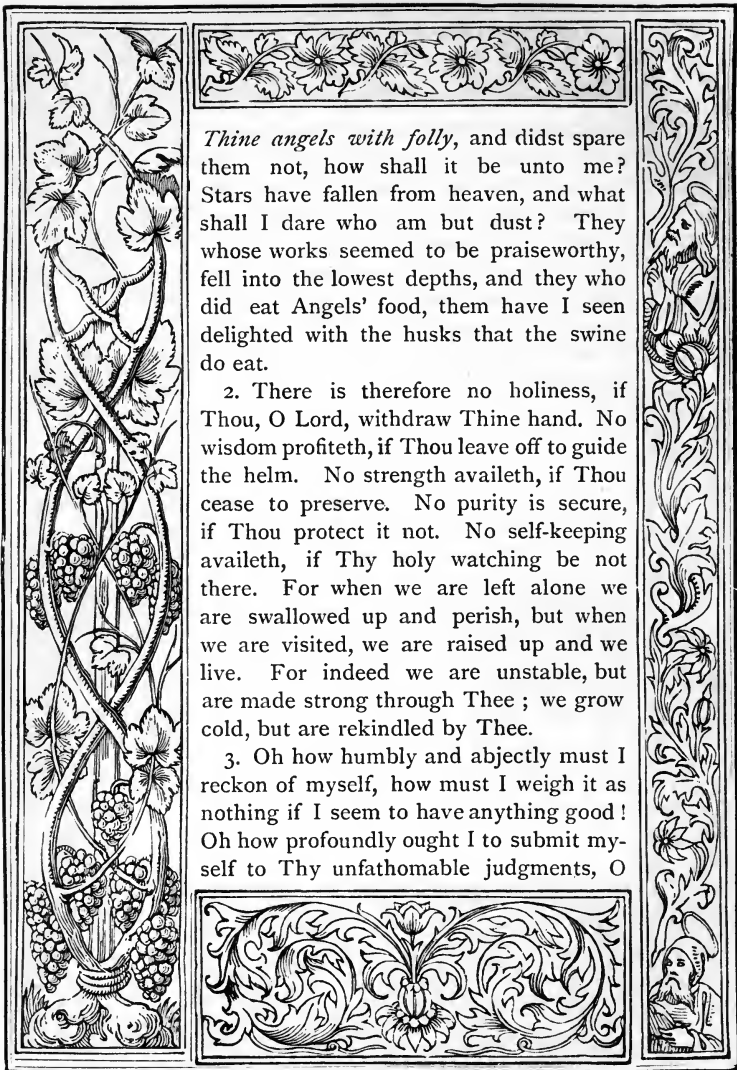 Thine angels with folly, and didst spare
them not, how shall it be unto me?
Stars have fallen from heaven, and what
shall I dare who am but dust? They
whose works seemed to be praiseworthy,
fell into the lowest depths, and they who
did eat Angels' food, them have I seen
delighted with the husks that the swine
do eat.
2. There is therefore no holiness, if
Thou, O Lord, withdraw Thine hand. No
wisdom profiteth, if Thou leave off to guide
the helm. No strength availeth, if Thou
cease to preserve. No purity is secure,
if Thou protect it not. No self-keeping
availeth, if Thy holy watching be not
there. For when we are left alone we
are swallowed up and perish, but when
we are visited, we are raised up and we
live. For indeed we are unstable, but
are made strong through Thee ; we grow
cold, but are rekindled by Thee.
3. Oh how humbly and abjectly must I
reckon of myself, how must I weigh it as
nothing if I seem to have anything good !
Oh how profoundly ought I to submit my-
self to Thy unfathomable judgments, O